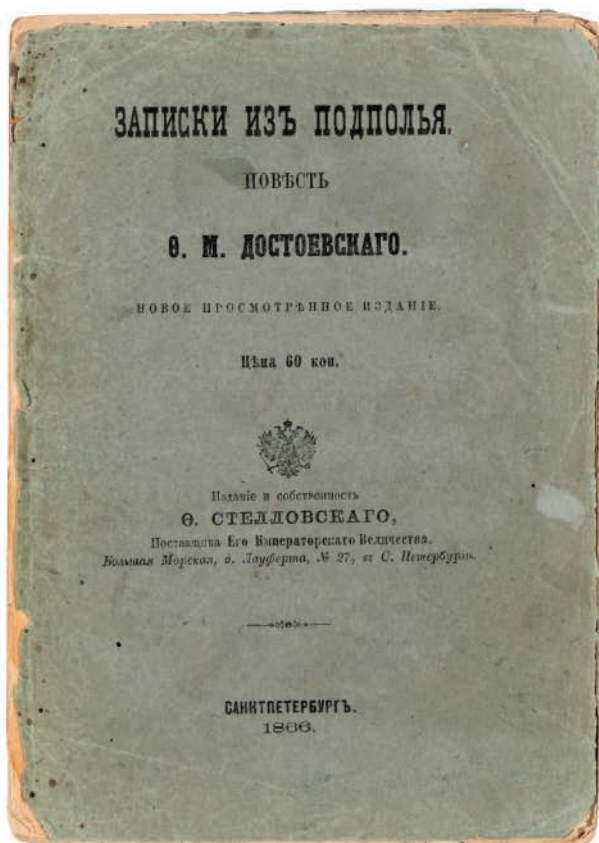 ЗАПИСКИ ИЗЪ ПОДПОЛЬЯ.
ПОВѢСТЬ
Ѳ. М. ДОСТОЕВСКАГО.
НОВОЕ ПРОСМОТРѢННОЕ ИЗДАНІЕ.
Цѣна 60 коп.
Изданіе и собственность
Ѳ. СТЕЛЛОВСКАГО,
Поставщика Его Императорскаго Величества.
Большая Морская, д. Лауферта, № 27, въ С. Петербургѣ.
САНКТПЕТЕРБУРГЪ.
1866.